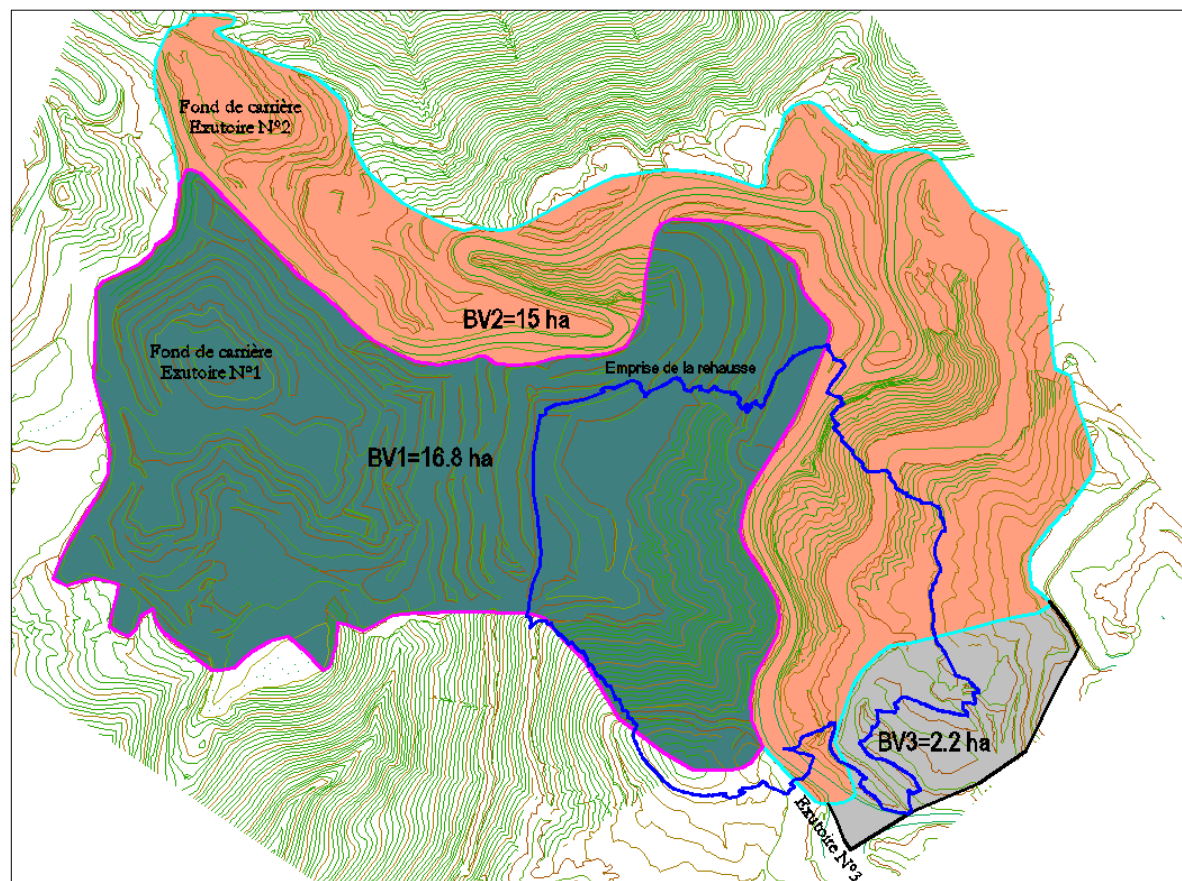 Fond de carrière
Exutoire N°2
BV2=15 ha
Fond de carrière
Exutoire N°1
Emprise de la rehausse
BV1=16.8 ha
BV3=2.2 ha
Exutoire N°3